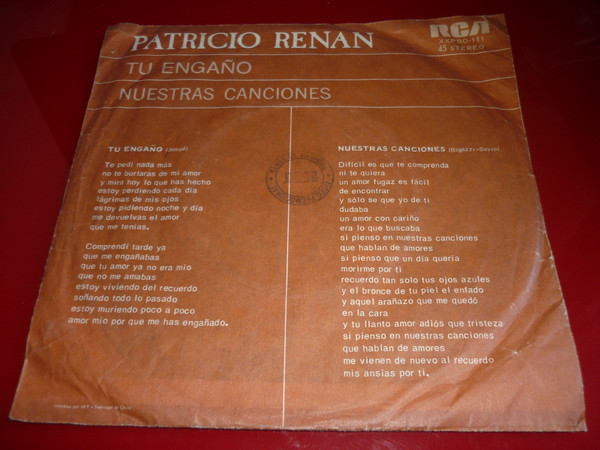 PATRICIO RENAN
RCA
XXP80-111
45 STEREO
TU ENGAÑO
NUESTRAS CANCIONES
TU ENGAÑO
Te pedí nada más
no te burlaras de mi amor
y mira hoy lo que has hecho
estoy perdiendo cada día
lágrimas de mis ojos
estoy pidiendo noche y día
me devuelvas el amor
que me tenías.
Comprendí tarde ya
que me engañabas
que tu amor ya no era mio
que no me amabas
estoy viviendo del recuerdo
soñando todo lo pasado
estoy muriendo poco a poco
amor mio por que me has engañado.
NUESTRAS CANCIONES (Bigazzi-Savio)
Difícil es que te comprenda
ni te quiera
un amor fugaz es fácil
de encontrar
y sólo se que yo de ti
dudaba
un amor con cariño
era lo que buscaba
si pienso en nuestras canciones
que hablan de amores
si pienso que un día quería
morirme por ti
recuerdo tan solo tus ojos azules
y el bronce de tu piel el enfado
y aquel arañazo que me quedó
en la cara
y tu llanto amor adiós que tristeza
si pienso en nuestras canciones
que hablan de amores
me vienen de nuevo al recuerdo
mis ansias por ti.